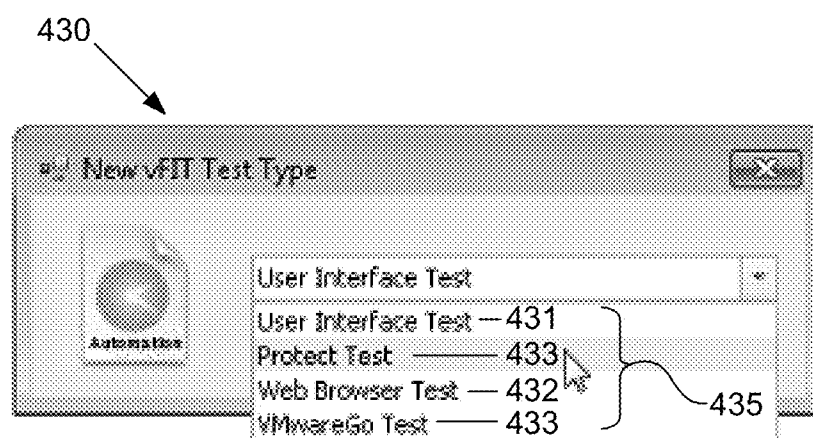 430
New vFIT Test Type
User Interface Test
Automation
User Interface Test 431
Protect Test 433
Web Browser Test 432
435
VMwareGo Test 433